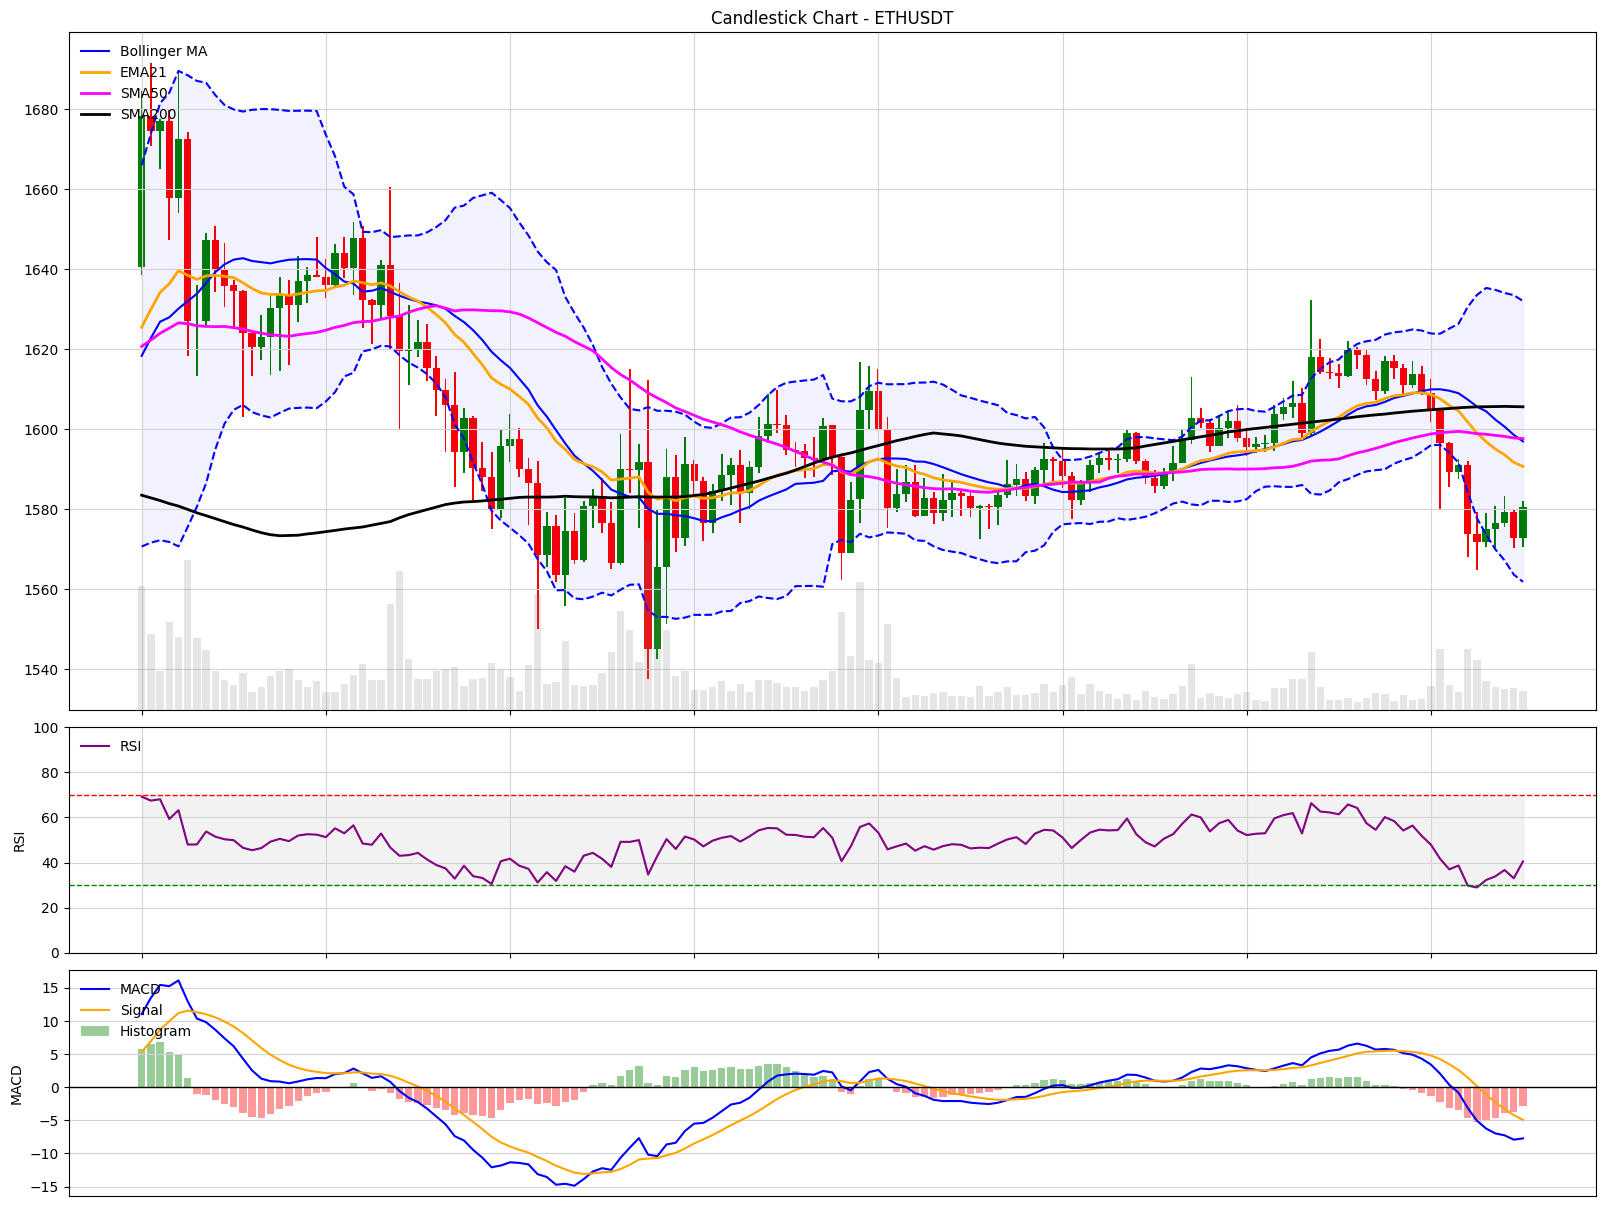 Candlestick Chart - ETHUSDT
Bollinger MA
EMA21
SMA50
SMA200
1680
1660
1640
1620
1600
1580
1560
1540
100
80
60
40
20
0
RSI
RSI
15
10
5
0
−5
−10
−15
MACD
MACD
Signal
Histogram